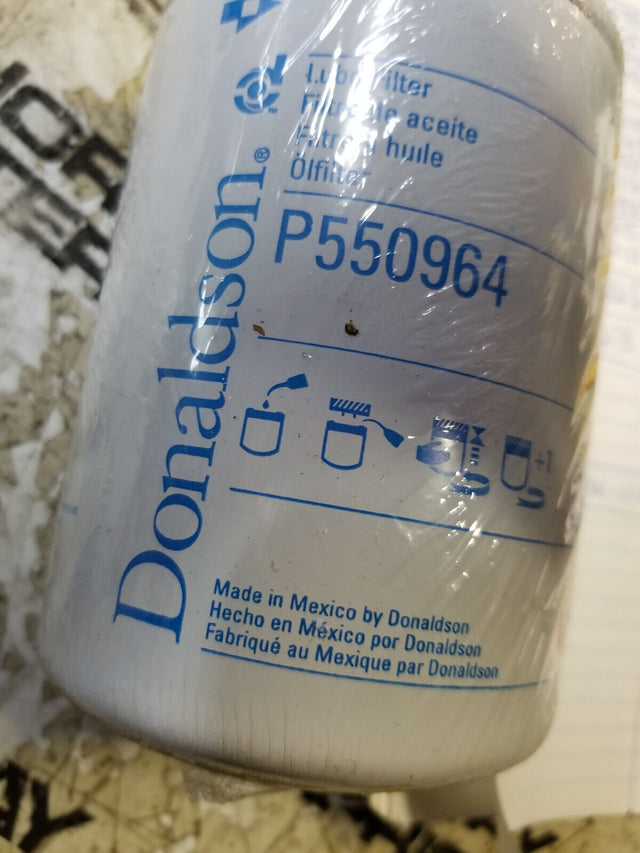 Lube Filter
Filtro de aceite
Filtre à huile
Ölfilter
P550964
Donaldson®
+1
Made in Mexico by Donaldson
Hecho en México por Donaldson
Fabriqué au Mexique par Donaldson